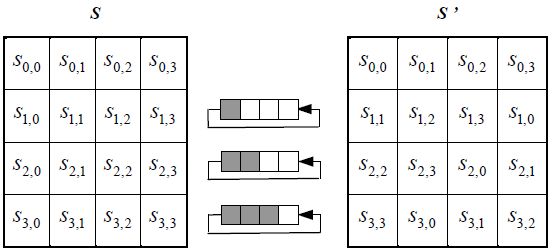 S S'
S0,0 S0,1 S0,2 S0,3 S0,0 S0,1 S0,2 S0,3
S1,0 S1,1 S1,2 S1,3 S1,1 S1,2 S1,3 S1,0
S2,0 S2,1 S2,2 S2,3 S2,2 S2,3 S2,0 S2,1
S3,0 S3,1 S3,2 S3,3 S3,3 S3,0 S3,1 S3,2